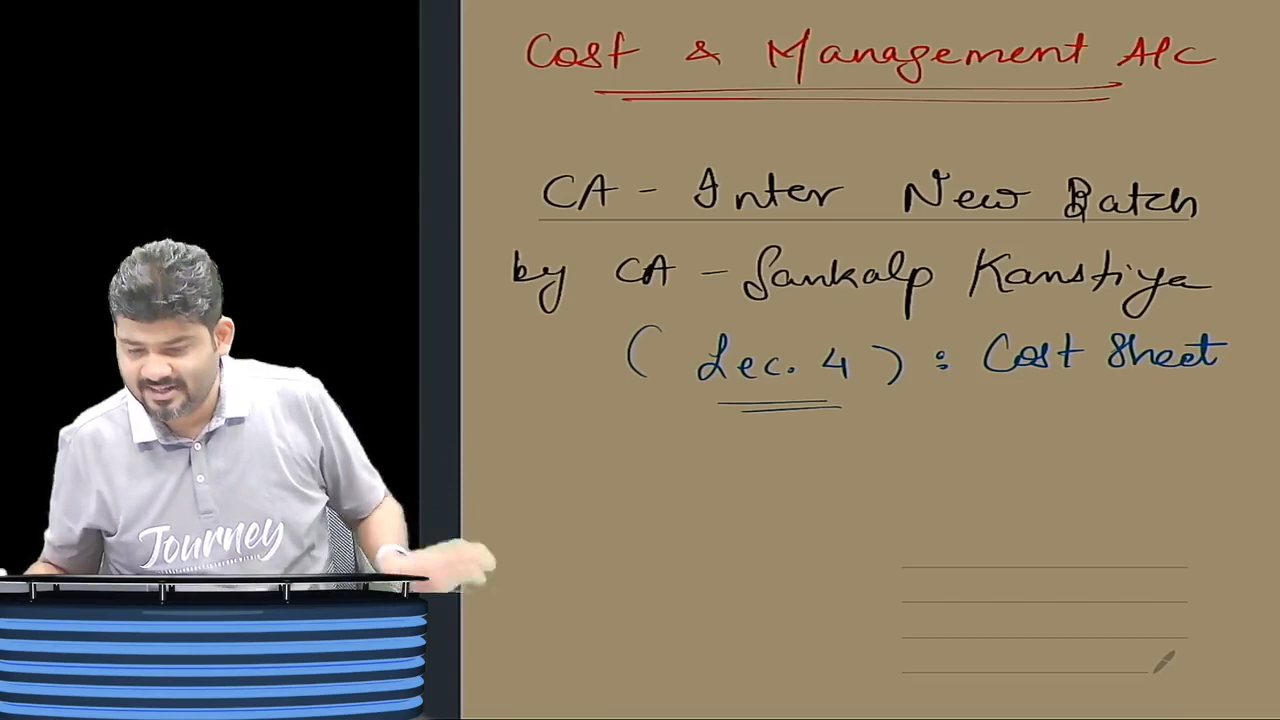 Cost & Management A/c
CA - Inter New Batch
by CA - Sankalp Kanstiya
( Lec. 4 ) : Cost Sheet
Journey